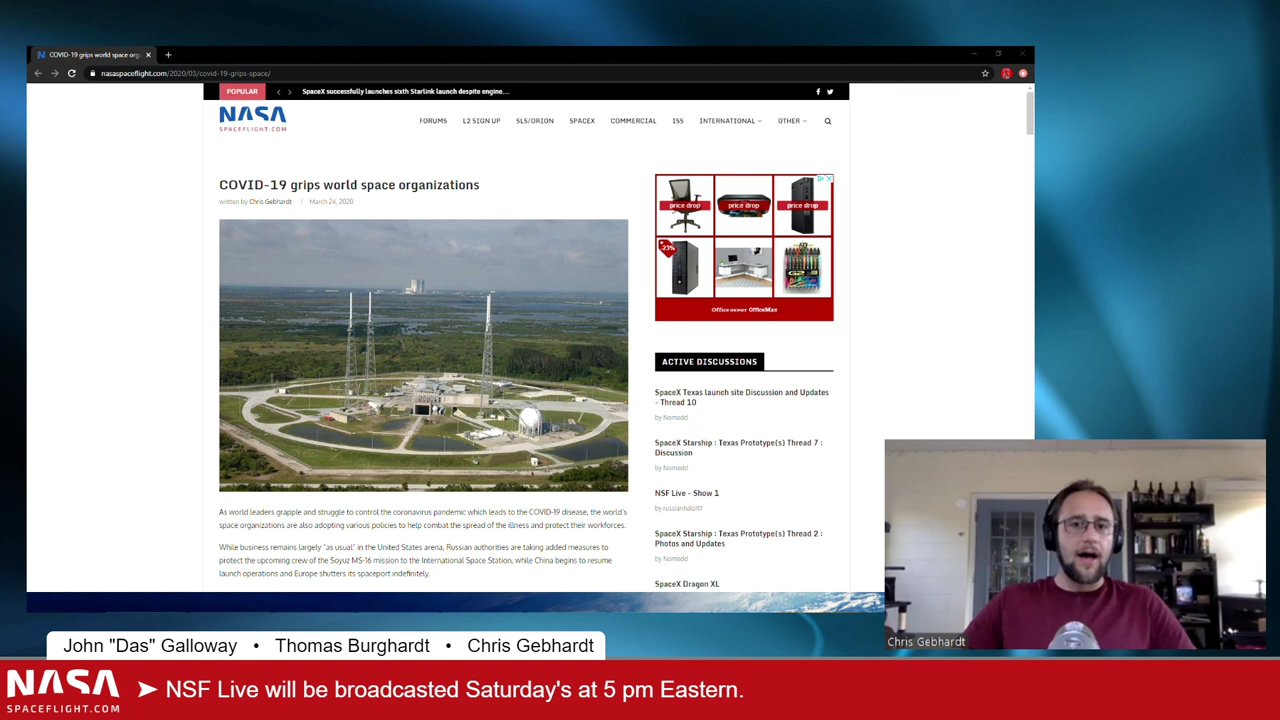 COVID-19 grips world space org
nasaspaceflight.com/2020/03/covid-19-grips-space/
POPULAR
SpaceX successfully launches sixth Starlink launch despite engine...
NASA
SPACEFLIGHT.COM
FORUMS L2 SIGN UP SLS/ORION SPACEX COMMERCIAL ISS INTERNATIONAL OTHER
COVID-19 grips world space organizations
written by Chris Gebhardt | March 24, 2020
As world leaders grapple and struggle to control the coronavirus pandemic which leads to the COVID-19 disease, the world's
space organizations are also adopting various policies to help combat the spread of the illness and protect their workforces.
While business remains largely "as usual" in the United States arena, Russian authorities are taking added measures to
protect the upcoming crew of the Soyuz MS-16 mission to the International Space Station, while China begins to resume
launch operations and Europe shutters its spaceport indefinitely.
price drop price drop price drop
-23%
Office DEPOT OfficeMax
ACTIVE DISCUSSIONS
SpaceX Texas launch site Discussion and Updates
- Thread 10
by Nomadd
SpaceX Starship : Texas Prototype(s) Thread 7 :
Discussion
by Nomadd
NSF Live - Show 1
by russianhalo117
SpaceX Starship : Texas Prototype(s) Thread 2 :
Photos and Updates
by Nomadd
SpaceX Dragon XL
Chris Gebhardt
John "Das" Galloway • Thomas Burghardt • Chris Gebhardt
NASA
SPACEFLIGHT.COM
➤ NSF Live will be broadcasted Saturday's at 5 pm Eastern.